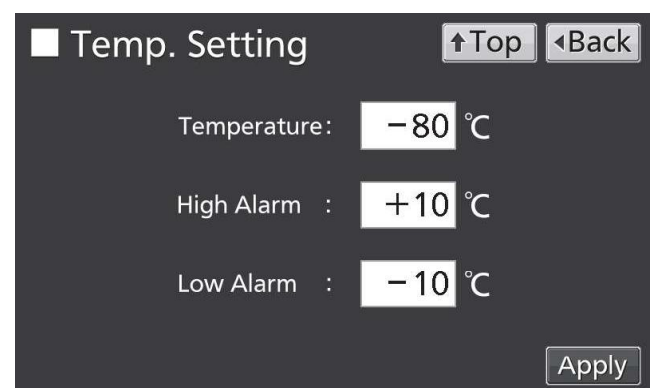 Temp. Setting ↑Top ◂Back
Temperature: −80 ℃
High Alarm : +10 ℃
Low Alarm : −10 ℃
Apply